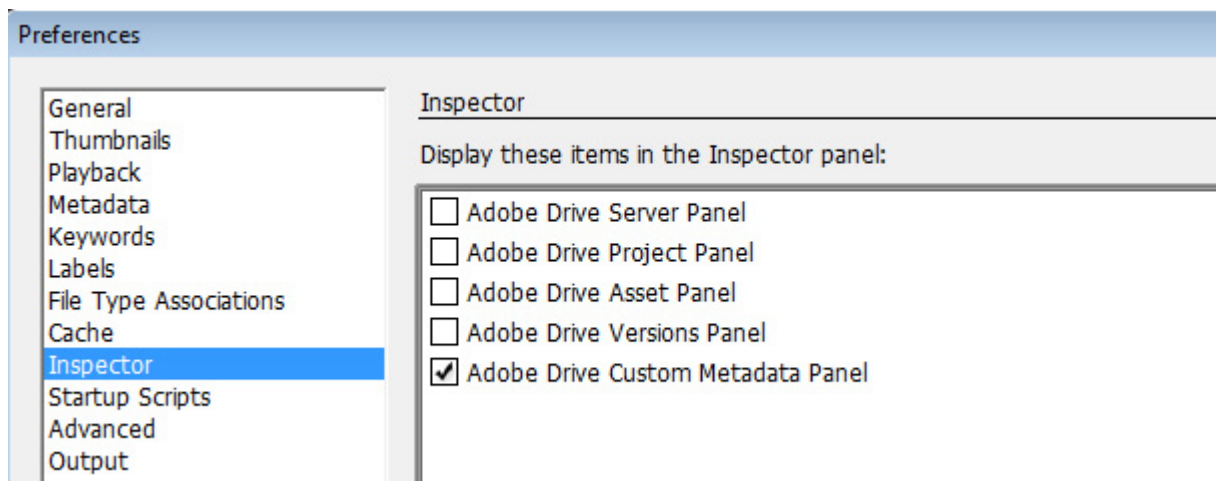 Preferences
General
Thumbnails
Playback
Metadata
Keywords
Labels
File Type Associations
Cache
Inspector
Startup Scripts
Advanced
Output
Inspector
Display these items in the Inspector panel:
Adobe Drive Server Panel
Adobe Drive Project Panel
Adobe Drive Asset Panel
Adobe Drive Versions Panel
Adobe Drive Custom Metadata Panel